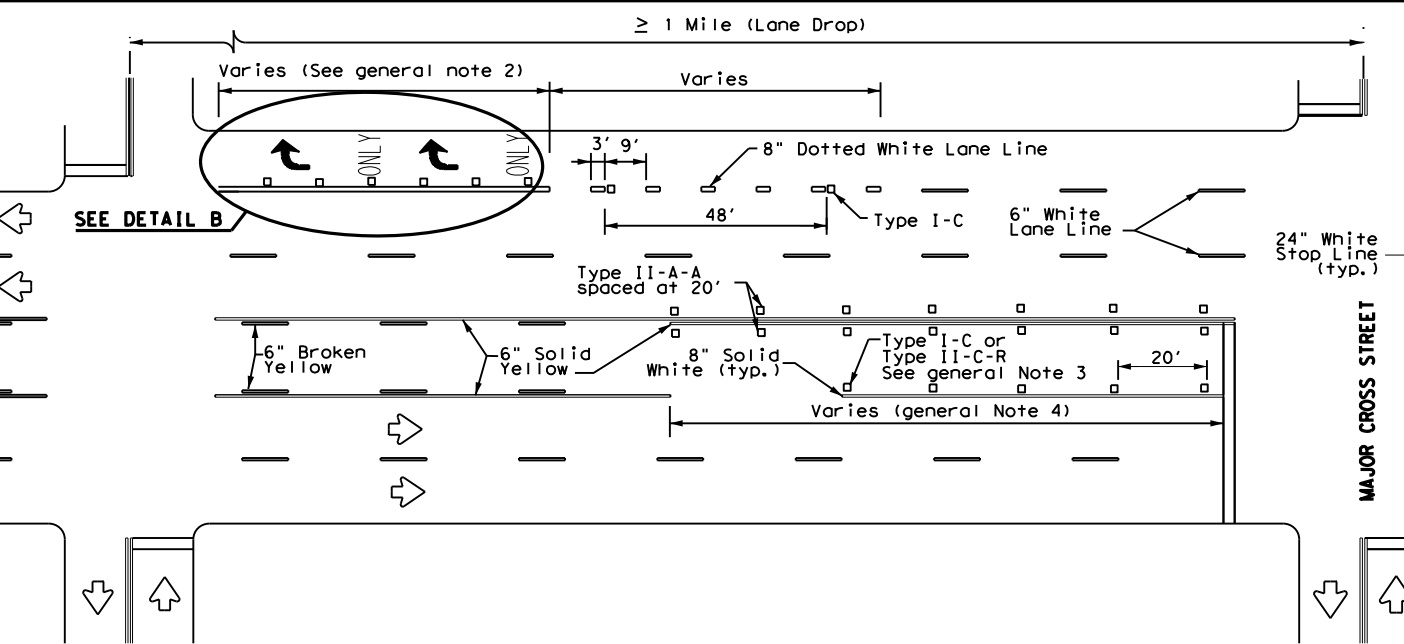 ≥ 1 Mile (Lane Drop)
Varies (See general note 2)
Varies
ONLY
ONLY
3' 9'
8" Dotted White Lane Line
SEE DETAIL B
48'
Type I-C
6" White
Lane Line
24" White
Stop Line
(typ.)
Type II-A-A
spaced at 20'
6" Broken
Yellow
6" Solid
Yellow
8" Solid
White (typ.)
Type I-C or
Type II-C-R
See general Note 3
20'
Varies (general Note 4)
MAJOR CROSS STREET